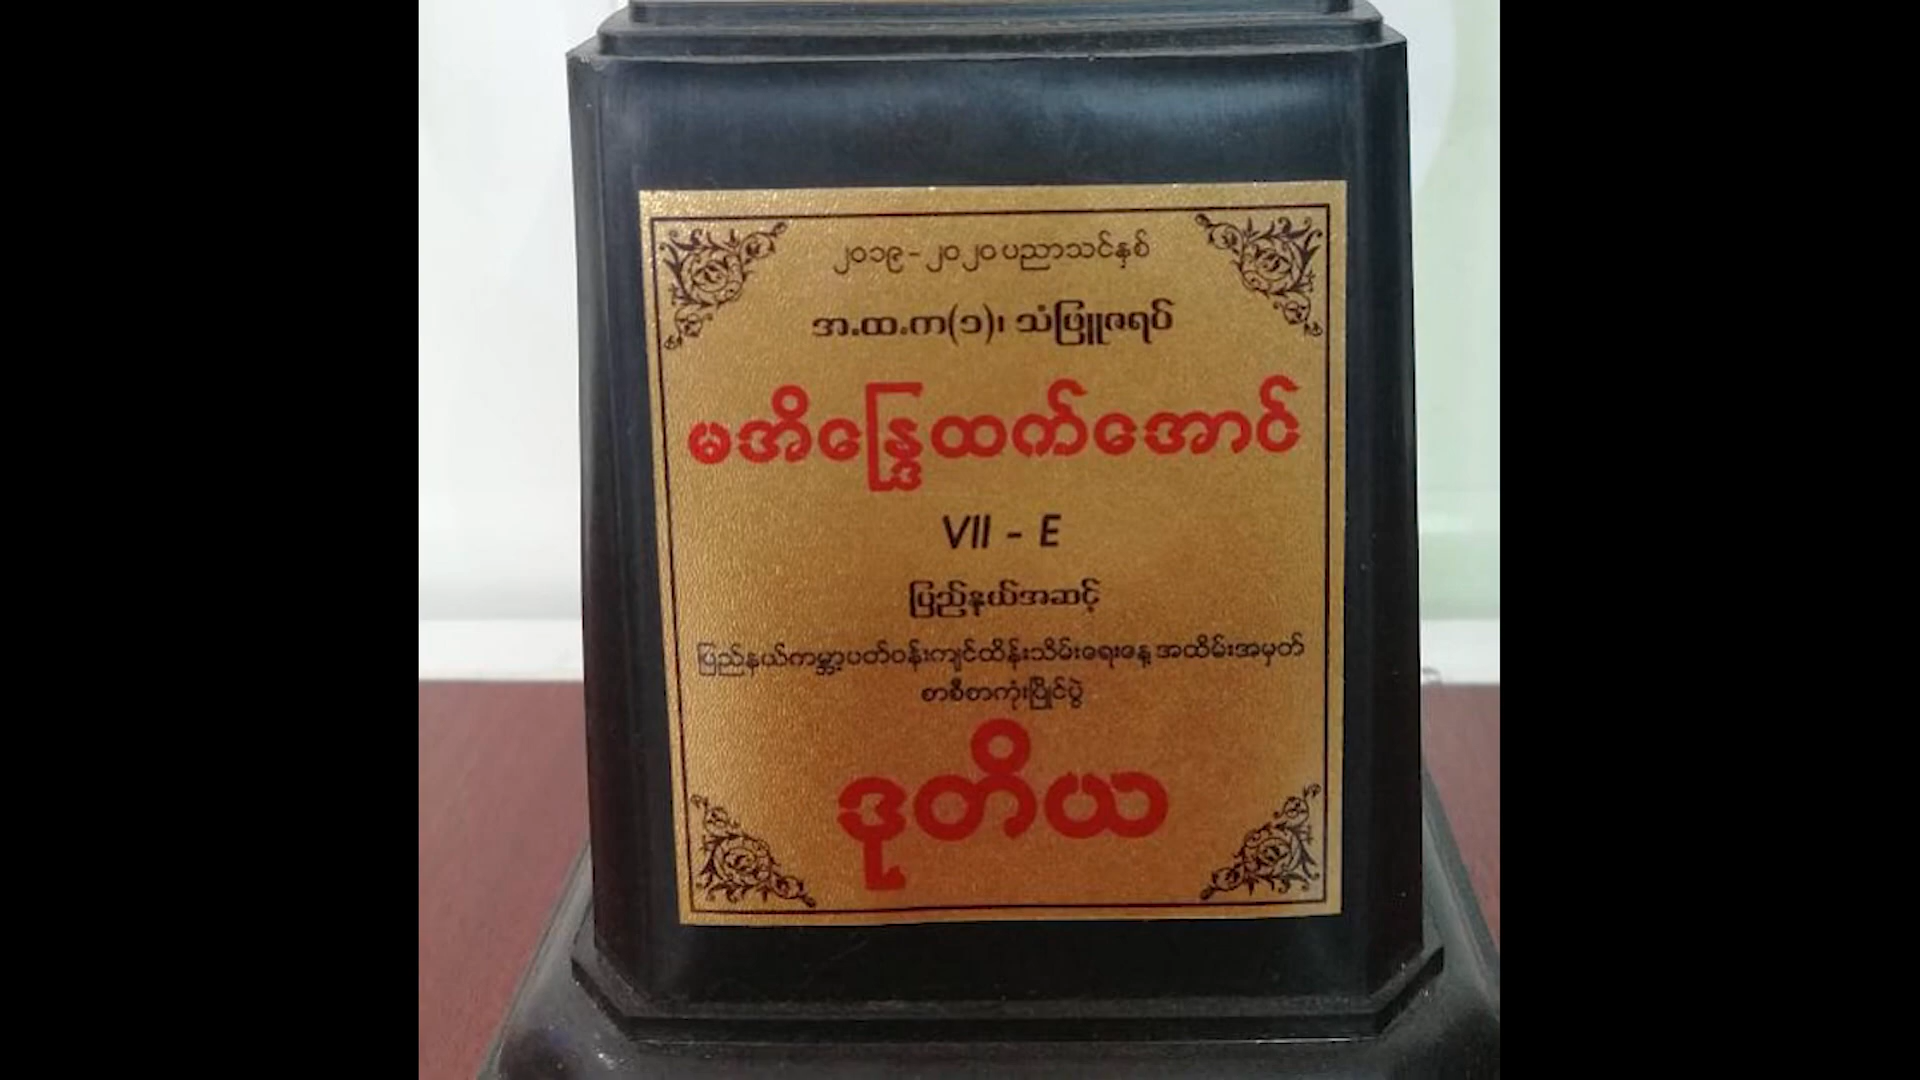 ၂၀၁၉ - ၂၀၂၀ ပညာသင်နှစ်
အ.ထ.က(၁)၊ သံဖြူဇရပ်
မအိန္ဒြေထက်အောင်
VII - E
ပြည်နယ်အဆင့်
ပြည်နယ်ကမ္ဘာ့ပတ်ဝန်းကျင်ထိန်းသိမ်းရေးနေ့ အထိမ်းအမှတ်
စာစီစာကုံးပြိုင်ပွဲ
ဒုတိယ